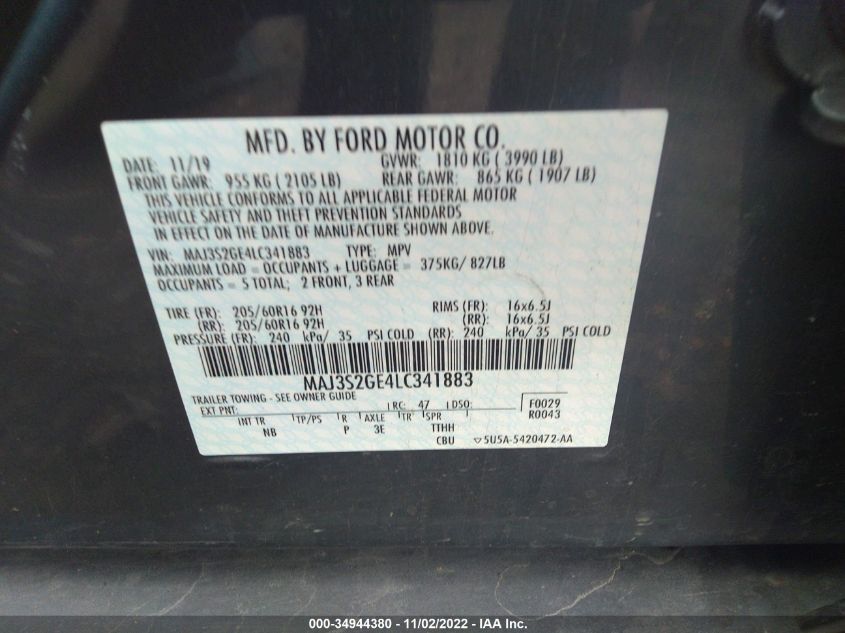 MFD. BY FORD MOTOR CO.
DATE: 11/19 GVWR: 1810 KG ( 3990 LB)
FRONT GAWR: 955 KG ( 2105 LB) REAR GAWR: 865 KG ( 1907 LB)
THIS VEHICLE CONFORMS TO ALL APPLICABLE FEDERAL MOTOR
VEHICLE SAFETY AND THEFT PREVENTION STANDARDS
IN EFFECT ON THE DATE OF MANUFACTURE SHOWN ABOVE.
VIN: MAJ3S2GE4LC341883 TYPE: MPV
MAXIMUM LOAD = OCCUPANTS + LUGGAGE = 375KG/ 827LB
OCCUPANTS = 5 TOTAL; 2 FRONT, 3 REAR
TIRE (FR): 205/60R16 92H RIMS (FR): 16x6.5J
(RR): 205/60R16 92H (RR): 16x6.5J
PRESSURE (FR): 240 kPa/ 35 PSI COLD (RR): 240 kPa/ 35 PSI COLD
MAJ3S2GE4LC341883
TRAILER TOWING - SEE OWNER GUIDE
EXT PNT: RC: 47 DSO: F0029
R0043
INT TR TP/PS R AXLE TR SPR
NB P 3E TTHH
CBU 5U5A-5420472-AA
000-34944380 - 11/02/2022 - IAA Inc.